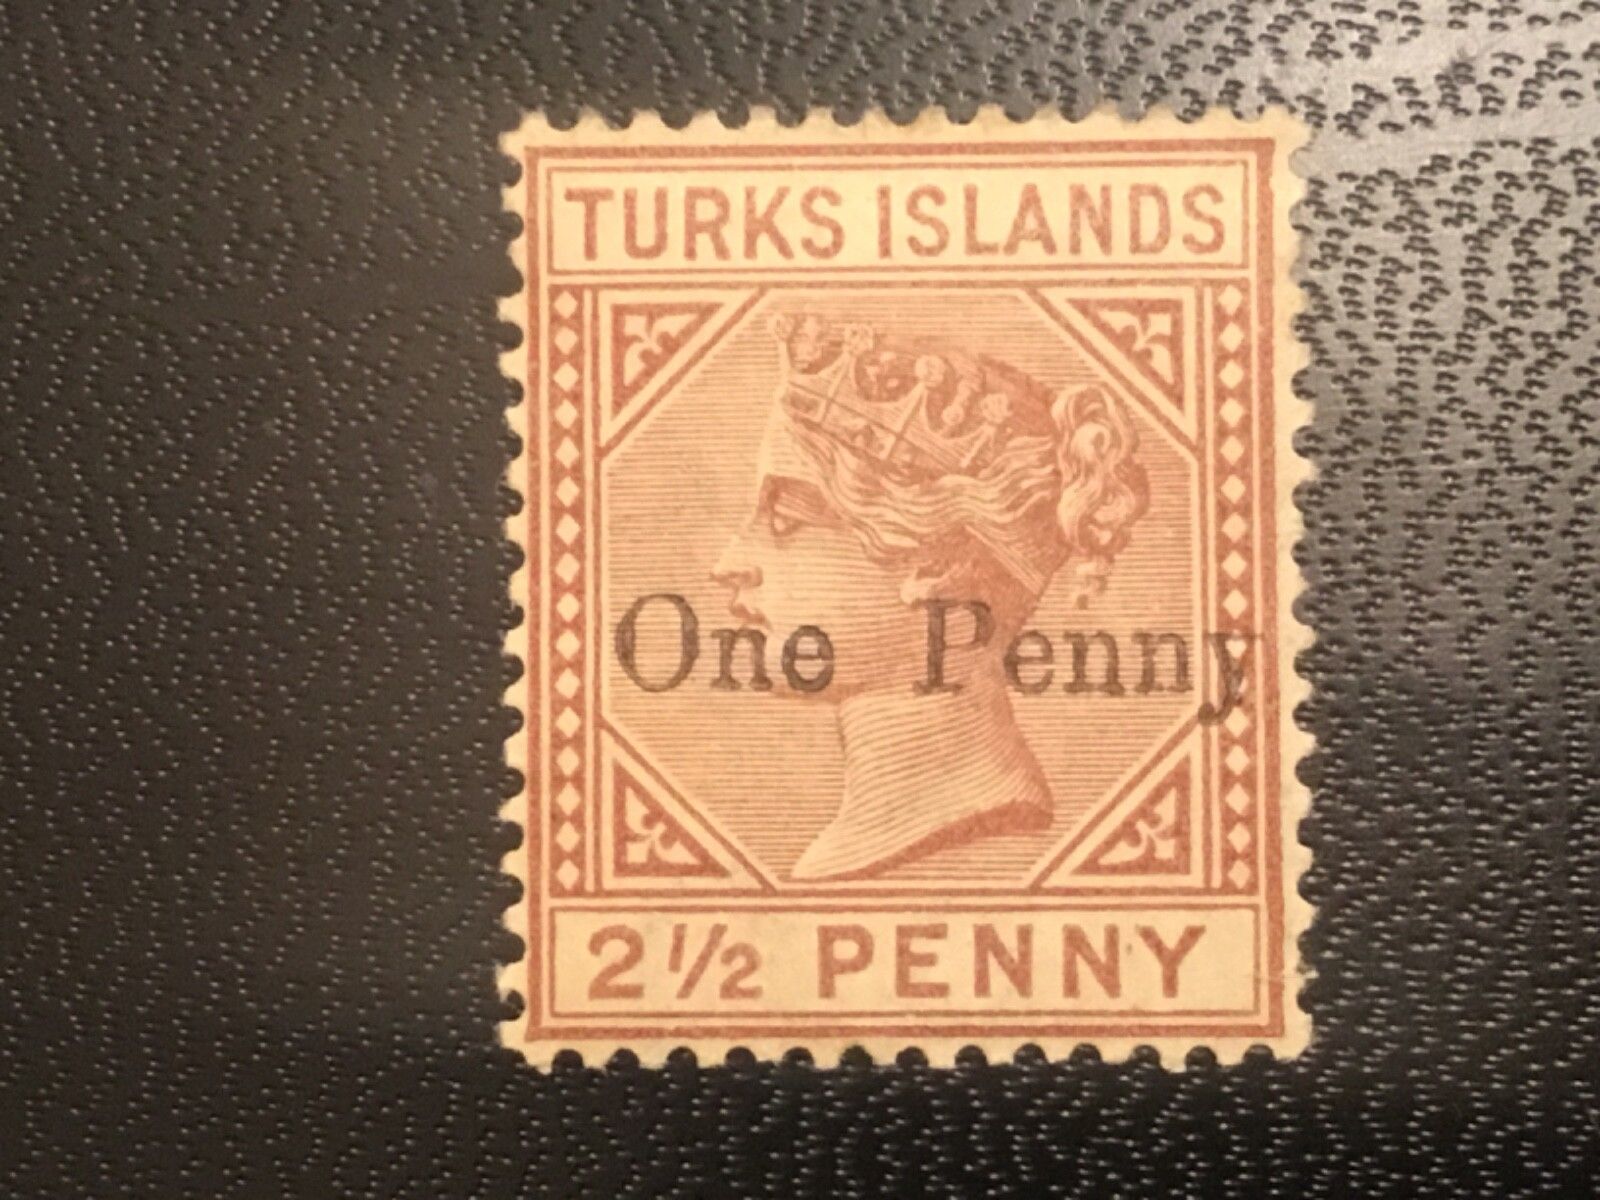 TURKS ISLANDS
One Penny
2½ PENNY